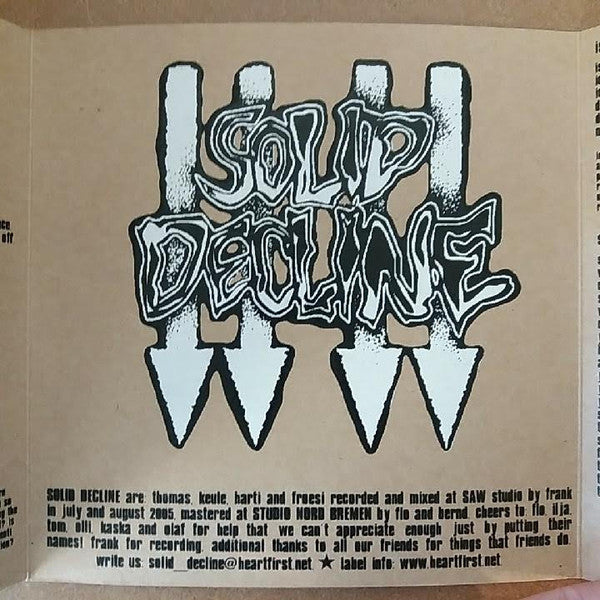 SOLID
DECLINE
off
SOLID DECLINE are: thomas, keule, harti and froesi recorded and mixed at SAW studio by frank
in july and august 2005, mastered at STUDIO NORD BREMEN by flo and bernd, cheers to flo, ilja,
tom, olli, kaska and olaf for help that we can't appreciate enough just by putting their
names! frank for recording, additional thanks to all our friends for things that friends do.
write us: solid_decline@heartfirst.net ★ label info: www.heartfirst.net